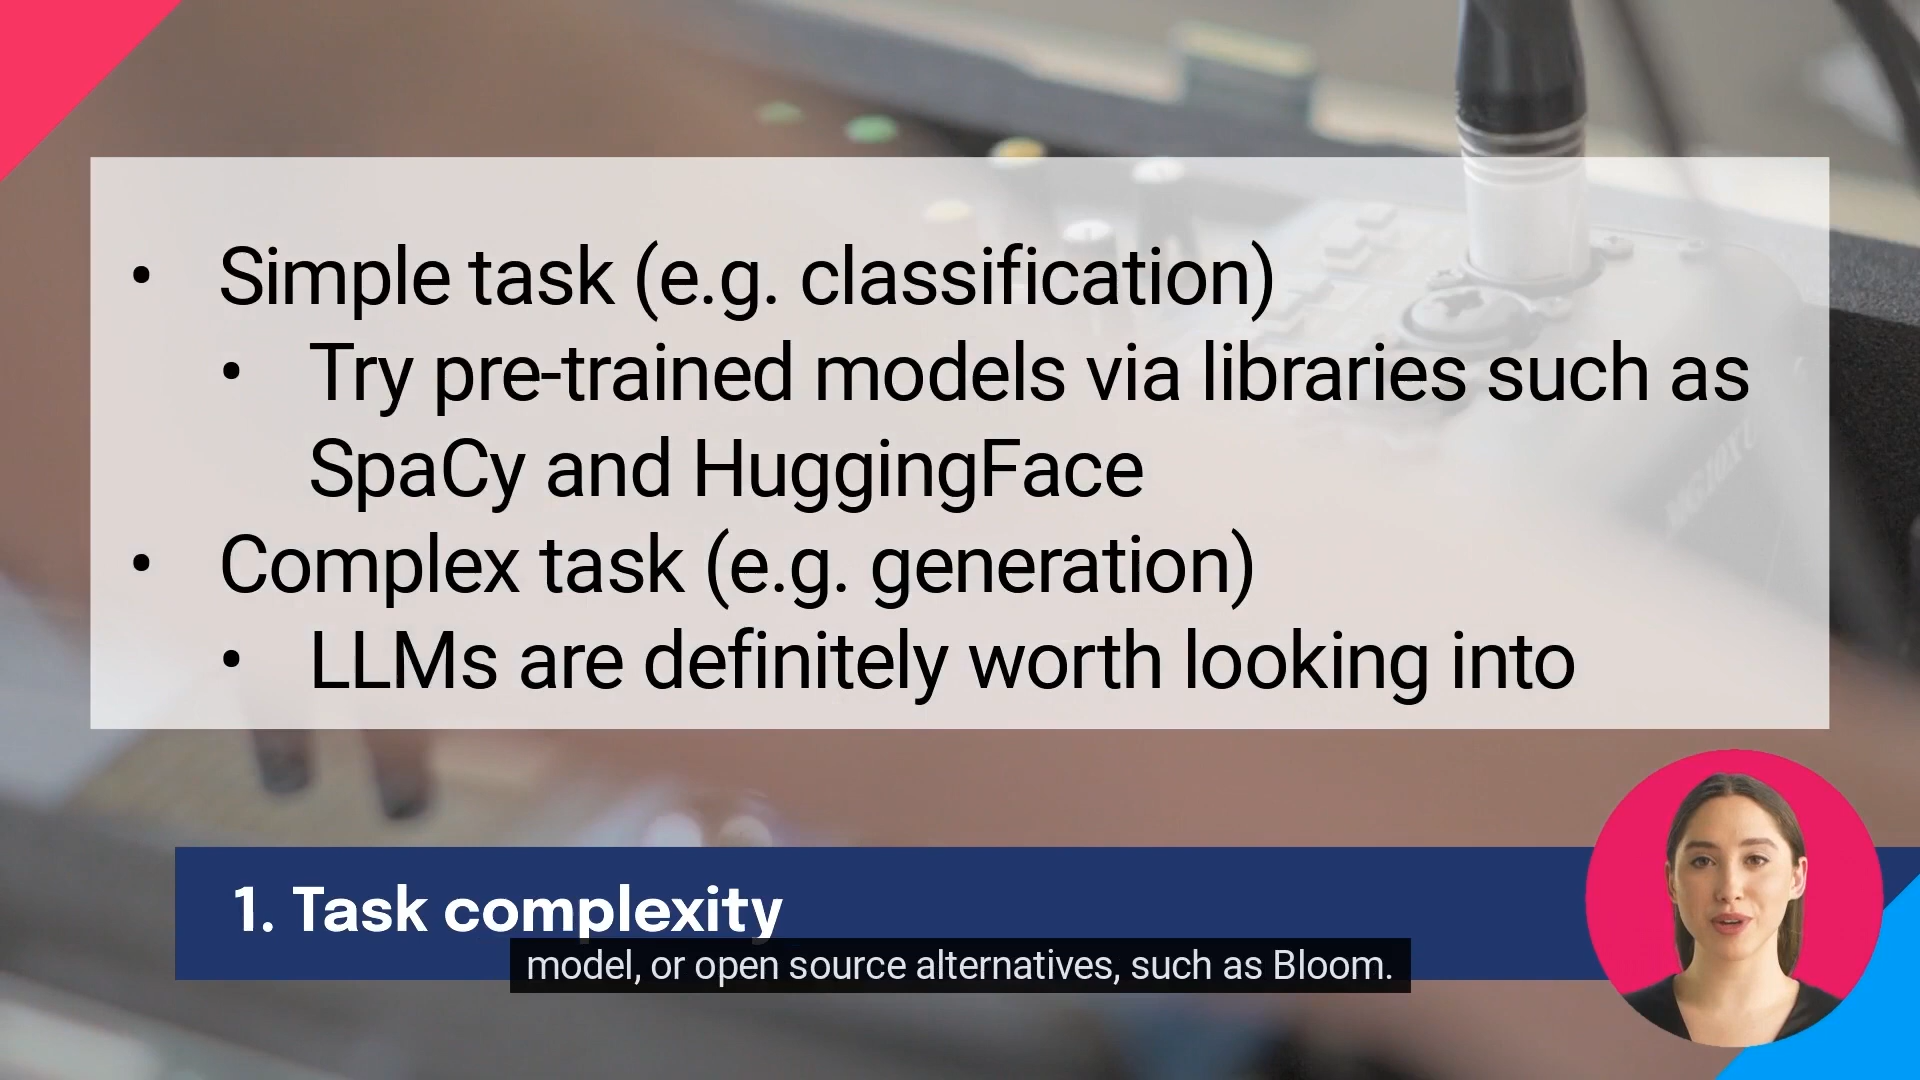 • Simple task (e.g. classification)
• Try pre-trained models via libraries such as
SpaCy and HuggingFace
• Complex task (e.g. generation)
• LLMs are definitely worth looking into
1. Task complexity
model, or open source alternatives, such as Bloom.